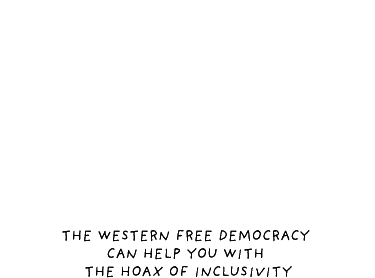 THE WESTERN FREE DEMOCRACY
CAN HELP YOU WITH
THE HOAX OF INCLUSIVITY